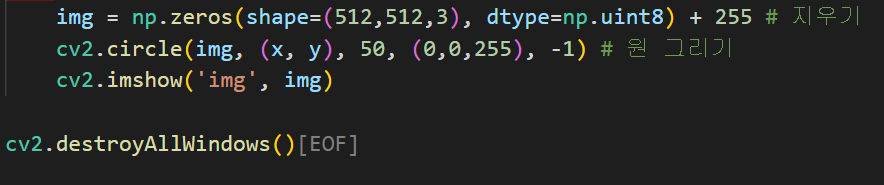 img = np.zeros(shape=(512,512,3), dtype=np.uint8) + 255 # 지우기
cv2.circle(img, (x, y), 50, (0,0,255), -1) # 원 그리기
cv2.imshow('img', img)
cv2.destroyAllWindows()[EOF]